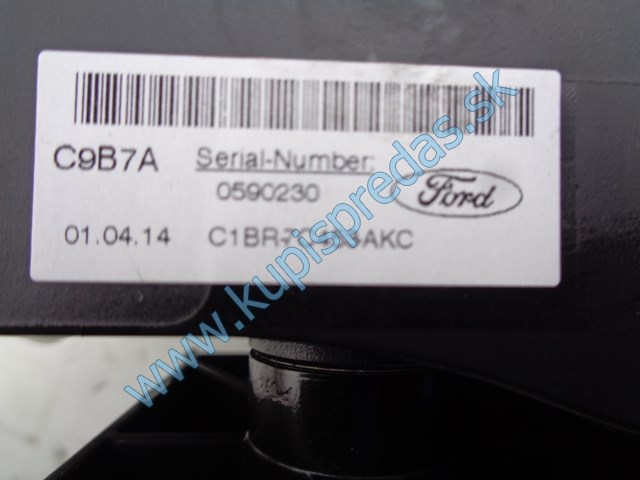 C9B7A Serial-Number:
0590230
Ford
01.04.14
www.kupispredas.sk